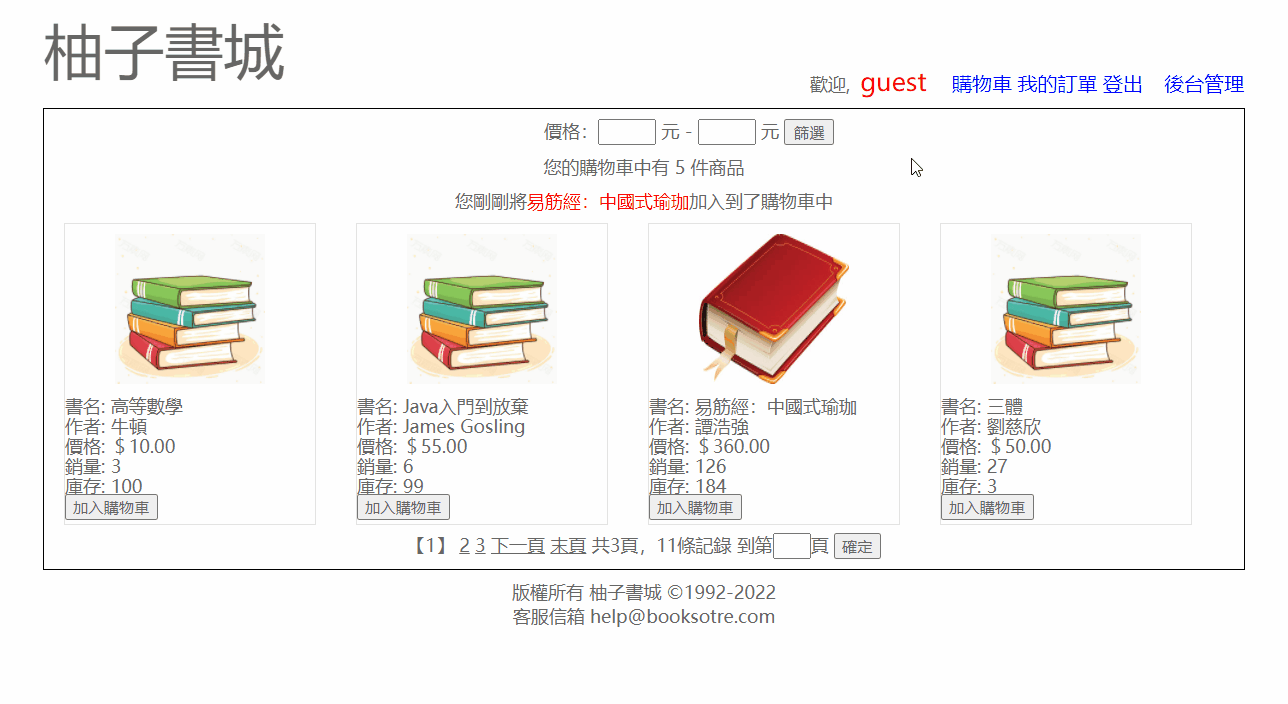 柚子書城
歡迎, guest 購物車 我的訂單 登出 後台管理
價格： 元 - 元 篩選
您的購物車中有 5 件商品
您剛剛將易筋經：中國式瑜珈加入到了購物車中
書名: 高等數學
作者: 牛頓
價格: ＄10.00
銷量: 3
庫存: 100
加入購物車
書名: Java入門到放棄
作者: James Gosling
價格: ＄55.00
銷量: 6
庫存: 99
加入購物車
書名: 易筋經：中國式瑜珈
作者: 譚浩強
價格: ＄360.00
銷量: 126
庫存: 184
加入購物車
書名: 三體
作者: 劉慈欣
價格: ＄50.00
銷量: 27
庫存: 3
加入購物車
【1】 2 3 下一頁 末頁 共3頁，11條記錄 到第 頁 確定
版權所有 柚子書城 ©1992-2022
客服信箱 help@booksotre.com